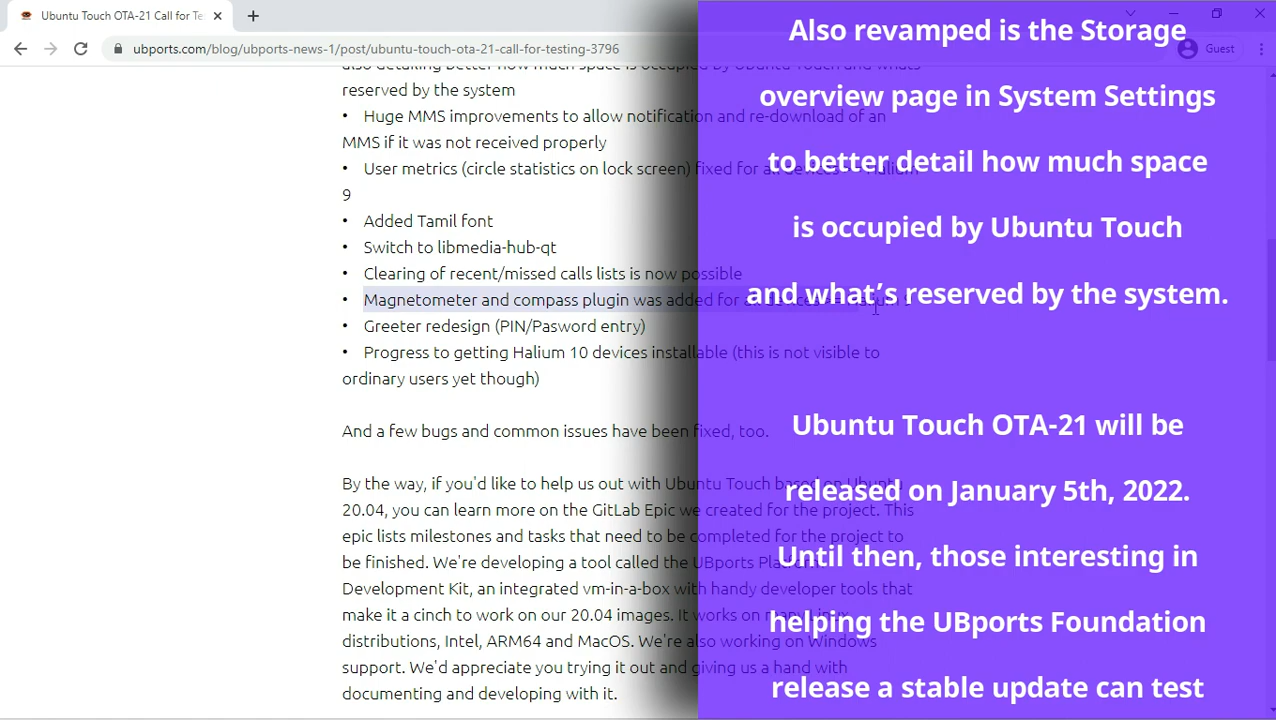 Ubuntu Touch OTA-21 Call for Te
ubports.com/blog/ubports-news-1/post/ubuntu-touch-ota-21-call-for-testing-3796
Guest
also detailing better how much space is occupied by Ubuntu Touch and whats
reserved by the system
• Huge MMS improvements to allow notification and re-download of an
MMS if it was not received properly
• User metrics (circle statistics on lock screen) fixed for all devices >= Halium
9
• Added Tamil font
• Switch to libmedia-hub-qt
• Clearing of recent/missed calls lists is now possible
• Magnetometer and compass plugin was added for all devices >= Halium 9
• Greeter redesign (PIN/Pasword entry)
• Progress to getting Halium 10 devices installable (this is not visible to
ordinary users yet though)
And a few bugs and common issues have been fixed, too.
By the way, if you'd like to help us out with Ubuntu Touch based on Ubuntu
20.04, you can learn more on the GitLab Epic we created for the project. This
epic lists milestones and tasks that need to be completed for the project to
be finished. We're developing a tool called the UBports Platform
Development Kit, an integrated vm-in-a-box with handy developer tools that
make it a cinch to work on our 20.04 images. It works on many Linux
distributions, Intel, ARM64 and MacOS. We're also working on Windows
support. We'd appreciate you trying it out and giving us a hand with
documenting and developing with it.
Also revamped is the Storage
overview page in System Settings
to better detail how much space
is occupied by Ubuntu Touch
and what's reserved by the system.
Ubuntu Touch OTA-21 will be
released on January 5th, 2022.
Until then, those interesting in
helping the UBports Foundation
release a stable update can test